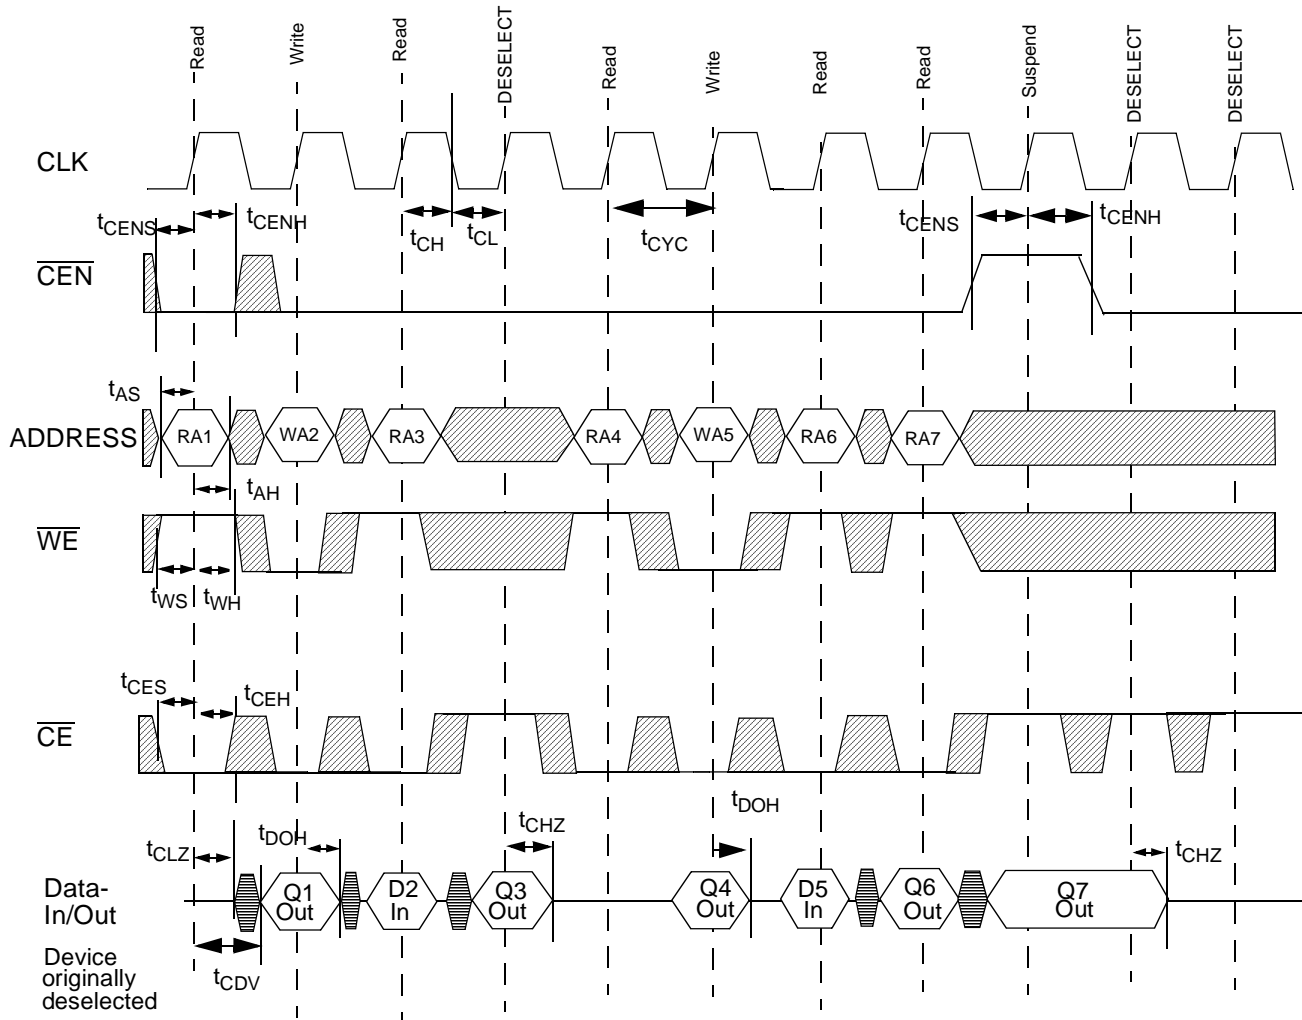 Read Write Read DESELECT Read Write Read Read Suspend DESELECT DESELECT
CLK
tCENS tCENH tCH tCL tCYC tCENS tCENH
CEN
tAS
ADDRESS RA1 WA2 RA3 RA4 WA5 RA6 RA7
tAH
WE
tWS tWH
tCES tCEH
CE
tDOH
tCLZ tDOH tCHZ tCHZ
Data- Q1 D2 Q3 Q4 D5 Q6 Q7
In/Out Out In Out Out In Out Out
Device
originally
deselected
tCDV